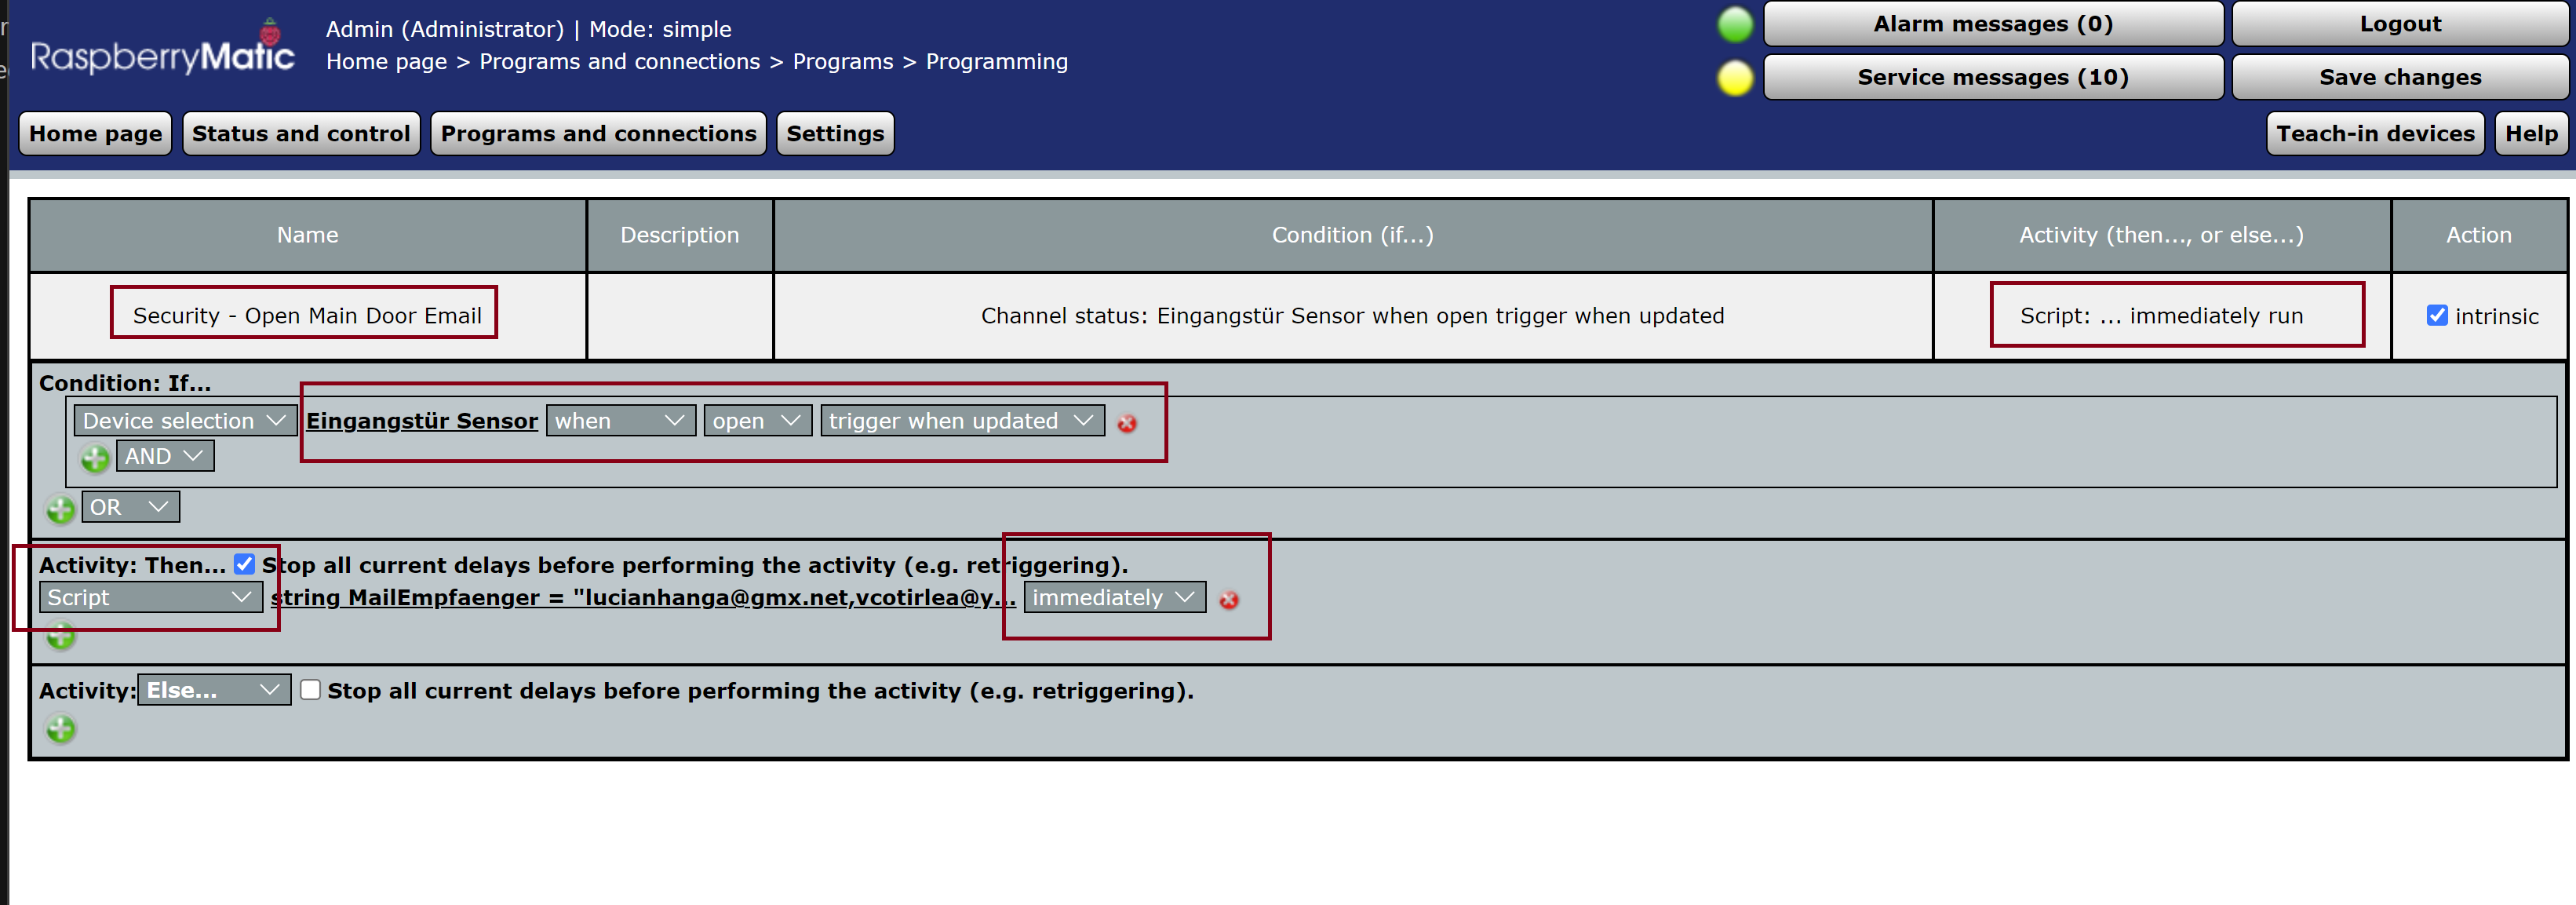 RaspberryMatic
Admin (Administrator) | Mode: simple
Home page > Programs and connections > Programs > Programming
Alarm messages (0)
Logout
Service messages (10)
Save changes
Home page
Status and control
Programs and connections
Settings
Teach-in devices
Help
Name
Description
Condition (if...)
Activity (then..., or else...)
Action
Security - Open Main Door Email
Channel status: Eingangstür Sensor when open trigger when updated
Script: ... immediately run
intrinsic
Condition: If...
Device selection Eingangstür Sensor when open trigger when updated
AND
OR
Activity: Then... Stop all current delays before performing the activity (e.g. retriggering).
Script string MailEmpfaenger = "lucianhanga@gmx.net,vcotirlea@y... immediately
Activity: Else... Stop all current delays before performing the activity (e.g. retriggering).